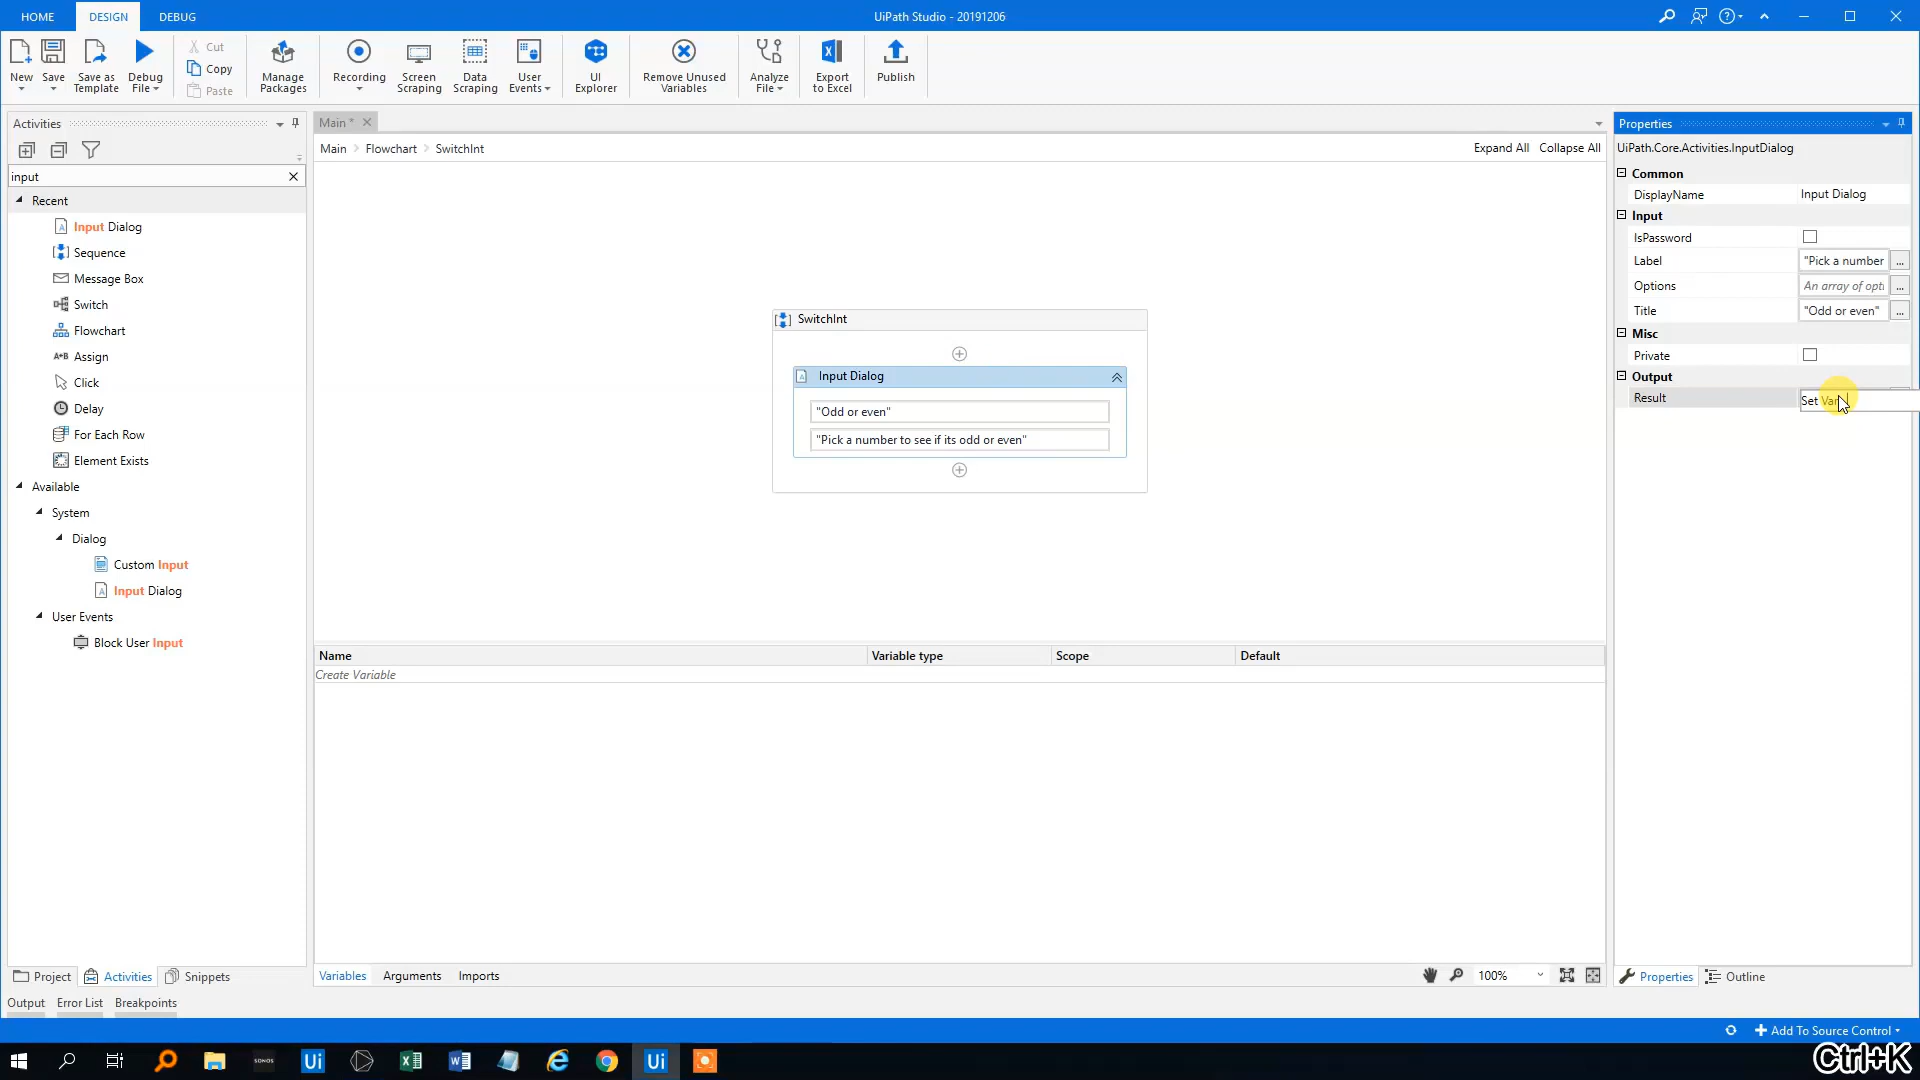 HOME
DESIGN
DEBUG
UiPath Studio - 20191206
New
Save
Save as
Template
Debug
File
Cut
Copy
Paste
Manage
Packages
Recording
Screen
Scraping
Data
Scraping
User
Events
UI
Explorer
Remove Unused
Variables
Analyze
File
Export
to Excel
Publish
Activities
input
Recent
Input Dialog
Sequence
Message Box
Switch
Flowchart
Assign
Click
Delay
For Each Row
Element Exists
Available
System
Dialog
Custom Input
Input Dialog
User Events
Block User Input
Project
Activities
Snippets
Main *
Main > Flowchart > SwitchInt
Expand All
Collapse All
SwitchInt
Input Dialog
"Odd or even"
"Pick a number to see if its odd or even"
Name
Variable type
Scope
Default
Create Variable
Variables
Arguments
Imports
100%
Properties
UiPath.Core.Activities.InputDialog
Common
DisplayName
Input Dialog
Input
IsPassword
Label
"Pick a number
...
Options
An array of opti
...
Title
"Odd or even"
...
Misc
Private
Output
Result
Set
Properties
Outline
Output
Error List
Breakpoints
Add To Source Control
SONOS
Ui
Ui
Ctrl+K